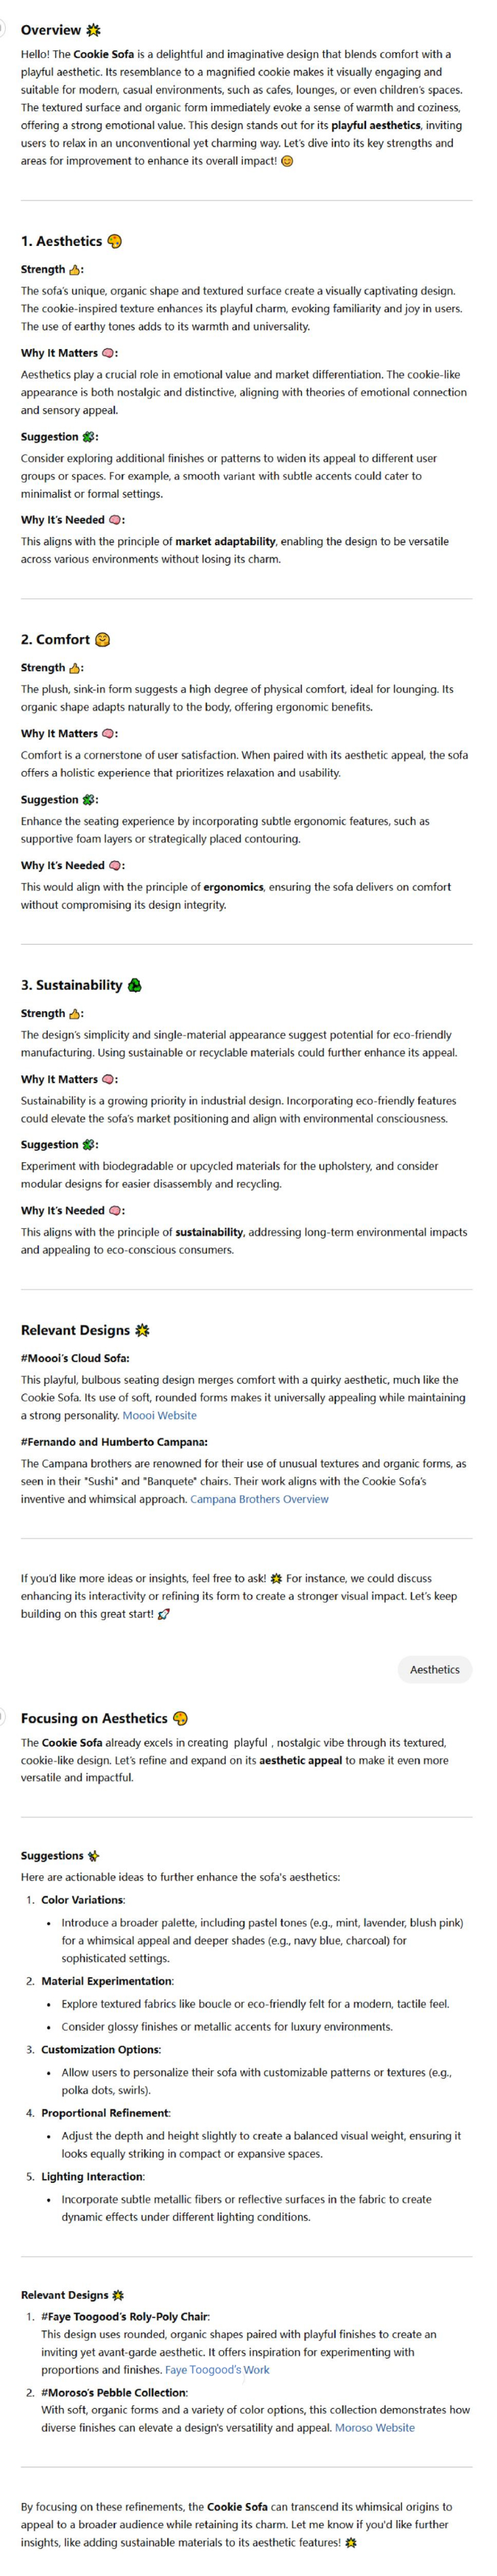 Overview
Hello! The Cookie Sofa is a delightful and imaginative design that blends comfort with a
playful aesthetic. Its resemblance to a magnified cookie makes it visually engaging and
suitable for modern, casual environments, such as cafes, lounges, or even children's spaces.
The textured surface and organic form immediately evoke a sense of warmth and coziness,
offering a strong emotional value. This design stands out for its playful aesthetics, inviting
users to relax in an unconventional yet charming way. Let's dive into its key strengths and
areas for improvement to enhance its overall impact! 😊
1. Aesthetics 🎨
Strength 👍:
The sofa's unique, organic shape and textured surface create a visually captivating design.
The cookie-inspired texture enhances its playful charm, evoking familiarity and joy in users.
The use of earthy tones adds to its warmth and universality.
Why It Matters 🧠:
Aesthetics play a crucial role in emotional value and market differentiation. The cookie-like
appearance is both nostalgic and distinctive, aligning with theories of emotional connection
and sensory appeal.
Suggestion 🧩:
Consider exploring additional finishes or patterns to widen its appeal to different user
groups or spaces. For example, a smooth variant with subtle accents could cater to
minimalist or formal settings.
Why It's Needed 🧠:
This aligns with the principle of market adaptability, enabling the design to be versatile
across various environments without losing its charm.
2. Comfort 🤗
Strength 👍:
The plush, sink-in form suggests a high degree of physical comfort, ideal for lounging. Its
organic shape adapts naturally to the body, offering ergonomic benefits.
Why It Matters 🧠:
Comfort is a cornerstone of user satisfaction. When paired with its aesthetic appeal, the sofa
offers a holistic experience that prioritizes relaxation and usability.
Suggestion 🧩:
Enhance the seating experience by incorporating subtle ergonomic features, such as
supportive foam layers or strategically placed contouring.
Why It's Needed 🧠:
This would align with the principle of ergonomics, ensuring the sofa delivers on comfort
without compromising its design integrity.
3. Sustainability ♻
Strength 👍:
The design's simplicity and single-material appearance suggest potential for eco-friendly
manufacturing. Using sustainable or recyclable materials could further enhance its appeal.
Why It Matters 🧠:
Sustainability is a growing priority in industrial design. Incorporating eco-friendly features
could elevate the sofa's market positioning and align with environmental consciousness.
Suggestion 🧩:
Experiment with biodegradable or upcycled materials for the upholstery, and consider
modular designs for easier disassembly and recycling.
Why It's Needed 🧠:
This aligns with the principle of sustainability, addressing long-term environmental impacts
and appealing to eco-conscious consumers.
Relevant Designs
#Moooi's Cloud Sofa:
This playful, bulbous seating design merges comfort with a quirky aesthetic, much like the
Cookie Sofa. Its use of soft, rounded forms makes it universally appealing while maintaining
a strong personality. Moooi Website
#Fernando and Humberto Campana:
The Campana brothers are renowned for their use of unusual textures and organic forms, as
seen in their "Sushi" and "Banquete" chairs. Their work aligns with the Cookie Sofa's
inventive and whimsical approach. Campana Brothers Overview
If you'd like more ideas or insights, feel free to ask! For instance, we could discuss
enhancing its interactivity or refining its form to create a stronger visual impact. Let's keep
building on this great start! 🚀
Aesthetics
Focusing on Aesthetics 🎨
The Cookie Sofa already excels in creating playful , nostalgic vibe through its textured,
cookie-like design. Let's refine and expand on its aesthetic appeal to make it even more
versatile and impactful.
Suggestions ✨
Here are actionable ideas to further enhance the sofa's aesthetics:
1. Color Variations:
• Introduce a broader palette, including pastel tones (e.g., mint, lavender, blush pink)
for a whimsical appeal and deeper shades (e.g., navy blue, charcoal) for
sophisticated settings.
2. Material Experimentation:
• Explore textured fabrics like boucle or eco-friendly felt for a modern, tactile feel.
• Consider glossy finishes or metallic accents for luxury environments.
3. Customization Options:
• Allow users to personalize their sofa with customizable patterns or textures (e.g.,
polka dots, swirls).
4. Proportional Refinement:
• Adjust the depth and height slightly to create a balanced visual weight, ensuring it
looks equally striking in compact or expansive spaces.
5. Lighting Interaction:
• Incorporate subtle metallic fibers or reflective surfaces in the fabric to create
dynamic effects under different lighting conditions.
Relevant Designs
1. #Faye Toogood's Roly-Poly Chair:
This design uses rounded, organic shapes paired with playful finishes to create an
inviting yet avant-garde aesthetic. It offers inspiration for experimenting with
proportions and finishes. Faye Toogood's Work
2. #Moroso's Pebble Collection:
With soft, organic forms and a variety of color options, this collection demonstrates how
diverse finishes can elevate a design's versatility and appeal. Moroso Website
By focusing on these refinements, the Cookie Sofa can transcend its whimsical origins to
appeal to a broader audience while retaining its charm. Let me know if you'd like further
insights, like adding sustainable materials to its aesthetic features!